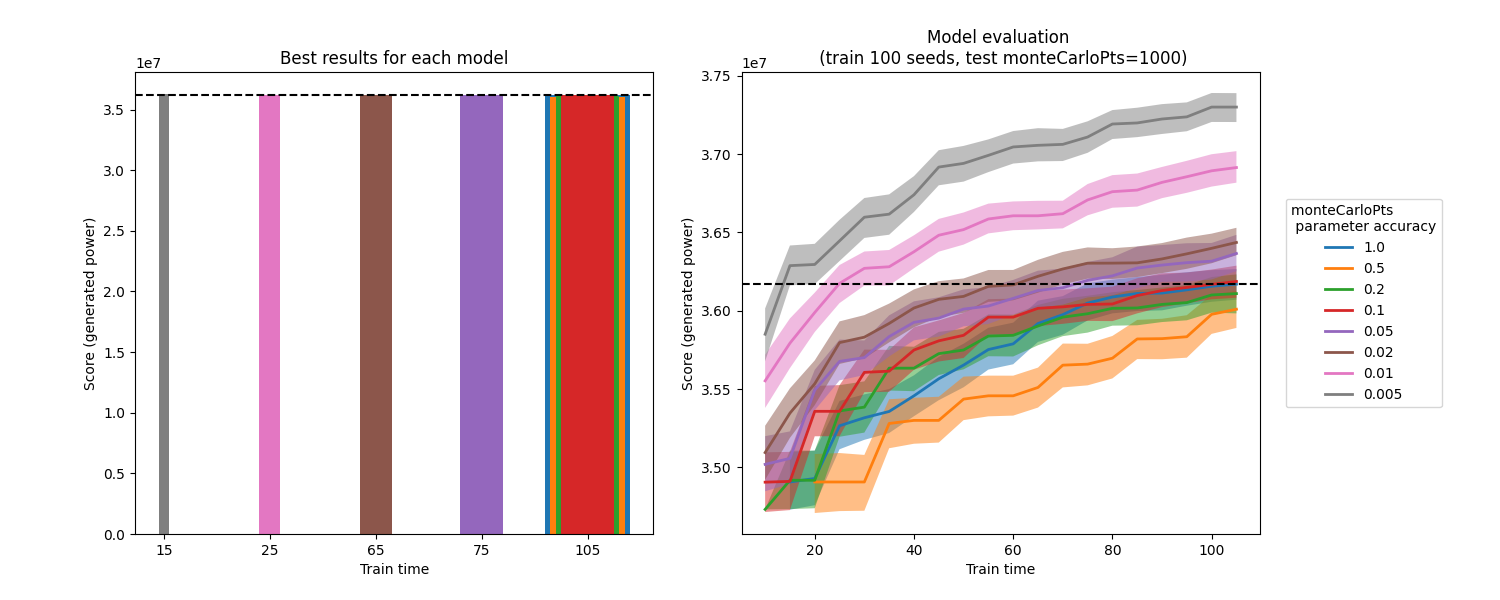 Best results for each model
1e7
3.5
3.0
2.5
2.0
1.5
1.0
0.5
0.0
Score (generated power)
15
25
65
75
105
Train time
Model evaluation
(train 100 seeds, test monteCarloPts=1000)
1e7
3.75
3.70
3.65
3.60
3.55
3.50
Score (generated power)
20
40
60
80
100
Train time
monteCarloPts
parameter accuracy
1.0
0.5
0.2
0.1
0.05
0.02
0.01
0.005